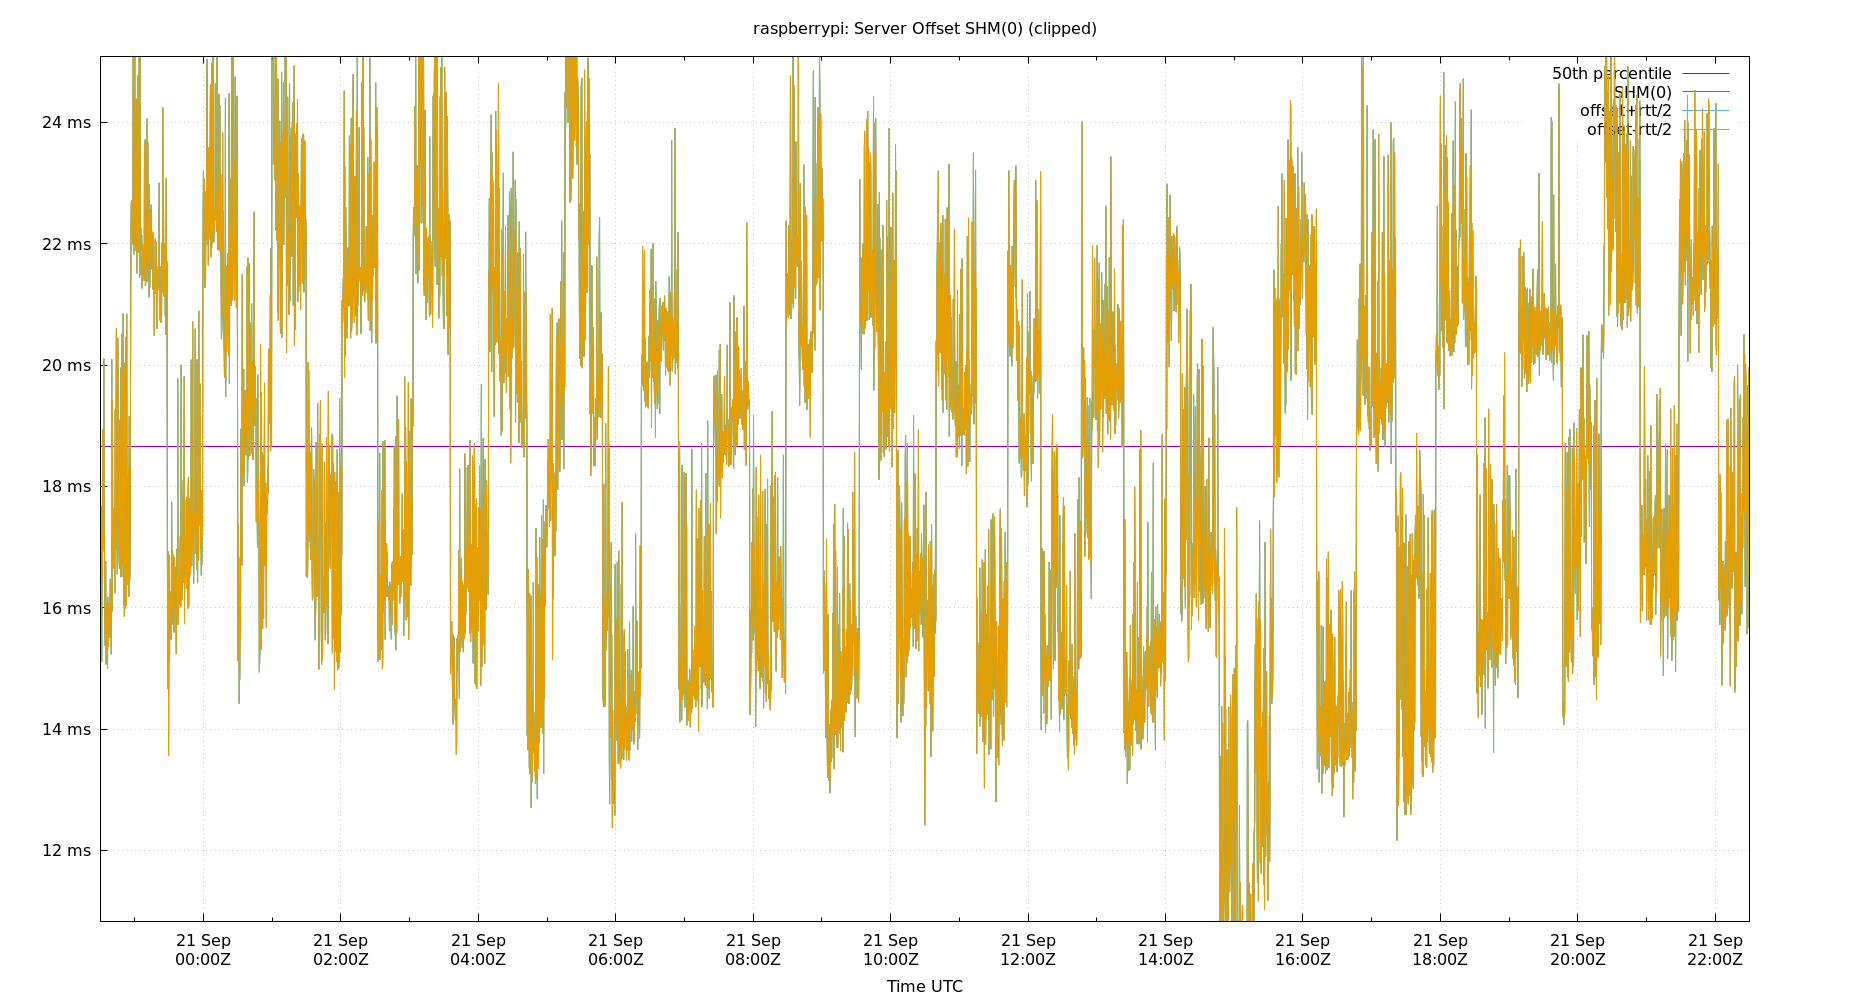 raspberrypi: Server Offset SHM(0) (clipped)
50th percentile
SHM(0)
offset+rtt/2
offset-rtt/2
24 ms
22 ms
20 ms
18 ms
16 ms
14 ms
12 ms
21 Sep 21 Sep 21 Sep 21 Sep 21 Sep 21 Sep 21 Sep 21 Sep 21 Sep 21 Sep 21 Sep 21 Sep
00:00Z 02:00Z 04:00Z 06:00Z 08:00Z 10:00Z 12:00Z 14:00Z 16:00Z 18:00Z 20:00Z 22:00Z
Time UTC